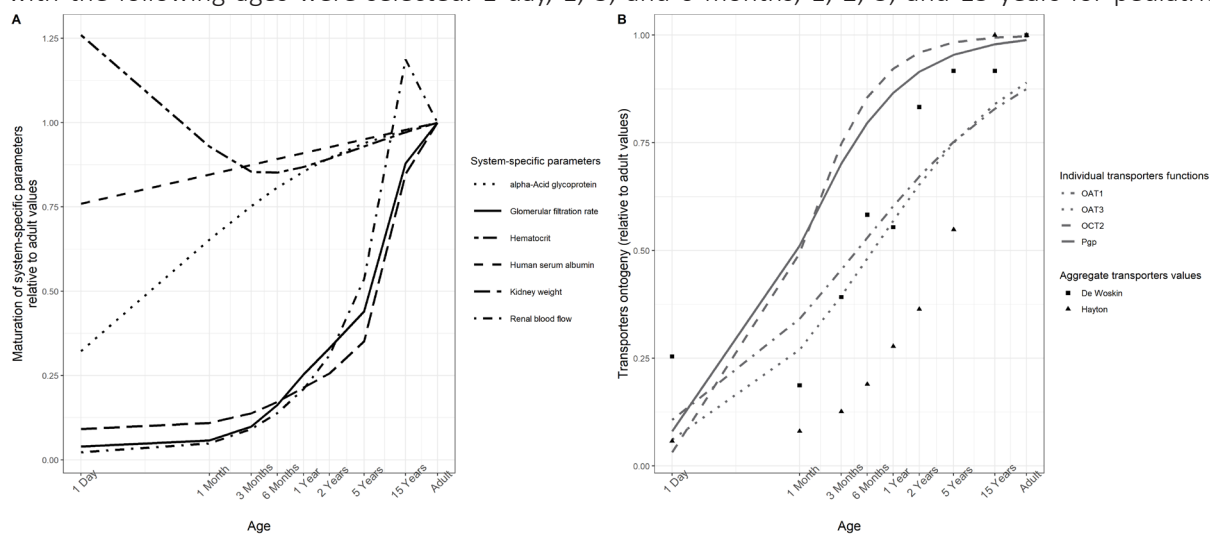 with the following ages were selected: 1 day, 1, 3, and 6 months, 1, 2, 5, and 15 years for pediatric
A
1.25
1.00
0.75
0.50
0.25
0.00
Maturation of system-specific parameters
relative to adult values
1 Day
1 Month
3 Months
6 Months
1 Year
2 Years
5 Years
15 Years
Adult
Age
System-specific parameters
alpha-Acid glycoprotein
Glomerular filtration rate
Hematocrit
Human serum albumin
Kidney weight
Renal blood flow
B
1.00
0.75
0.50
0.25
0.00
Transporters ontogeny (relative to adult values)
1 Day
1 Month
3 Months
6 Months
1 Year
2 Years
5 Years
15 Years
Adult
Age
Individual transporters functions
OAT1
OAT3
OCT2
Pgp
Aggregate transporters values
De Woskin
Hayton